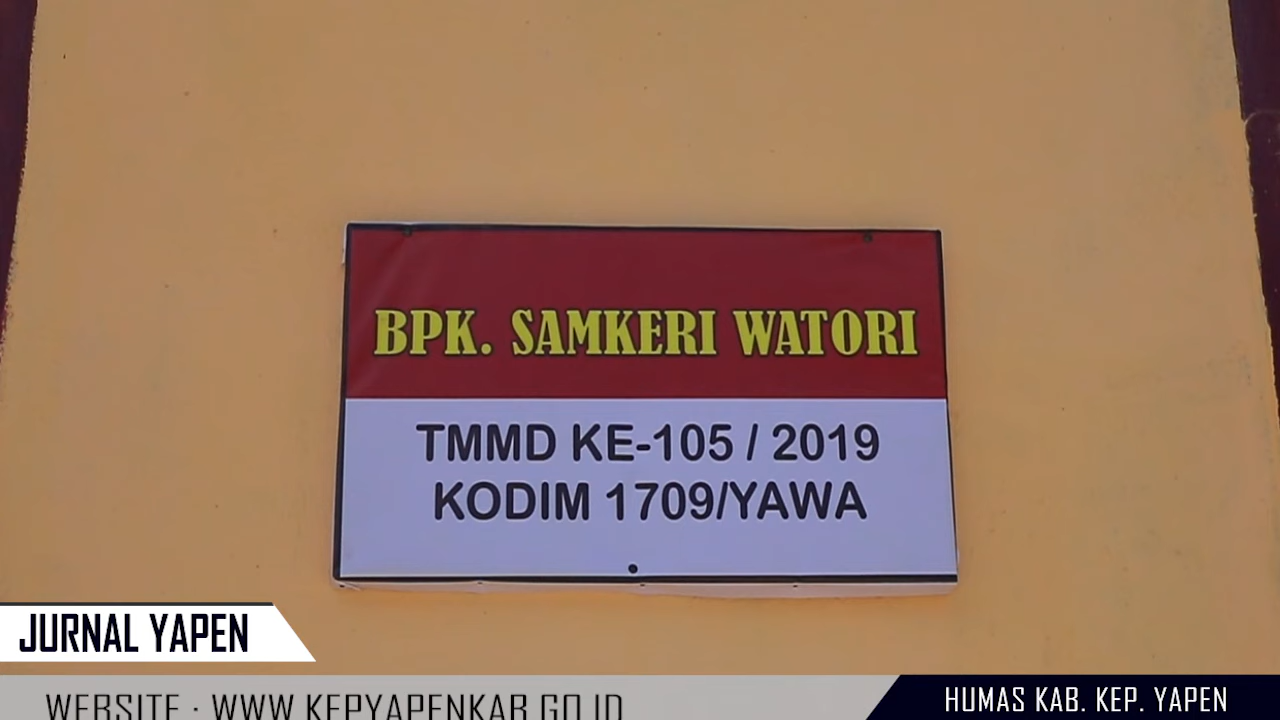 BPK. SAMKERI WATORI
TMMD KE-105 / 2019
KODIM 1709/YAWA
JURNAL YAPEN
WEBSITE : WWW.KEPYAPENKAB.GO.ID
HUMAS KAB. KEP. YAPEN